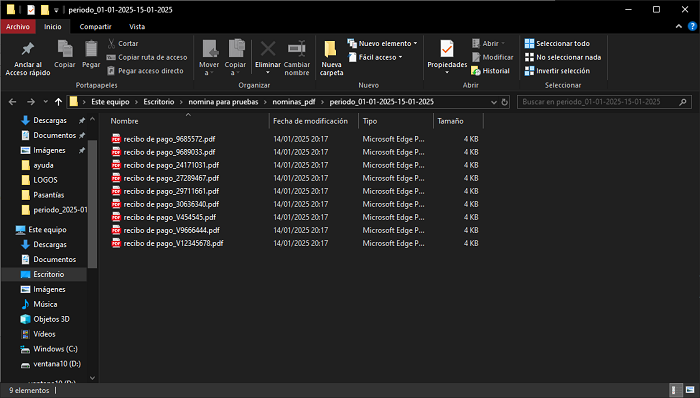 periodo_01-01-2025-15-01-2025
Archivo Inicio Compartir Vista
Anclar al Acceso rápido
Copiar
Pegar
Cortar
Copiar ruta de acceso
Pegar acceso directo
Portapapeles
Mover a
Copiar a
Eliminar
Cambiar nombre
Organizar
Nueva carpeta
Nuevo elemento
Fácil acceso
Nuevo
Propiedades
Abrir
Modificar
Historial
Abrir
Seleccionar todo
No seleccionar nada
Invertir selección
Seleccionar
Este equipo > Escritorio > nomina para pruebas > nominas_pdf > periodo_01-01-2025-15-01-2025
Buscar en periodo_01-01-2025-15-01-2025
Descargas
Documentos
Imágenes
ayuda
LOGOS
Pasantías
periodo_2025-01
Este equipo
Descargas
Documentos
Escritorio
Imágenes
Música
Objetos 3D
Vídeos
Windows (C:)
ventana10 (D:)
ventana10 (D:)
Nombre Fecha de modificación Tipo Tamaño
recibo de pago_9685572.pdf 14/01/2025 20:17 Microsoft Edge P... 4 KB
recibo de pago_9689033.pdf 14/01/2025 20:17 Microsoft Edge P... 4 KB
recibo de pago_24171031.pdf 14/01/2025 20:17 Microsoft Edge P... 4 KB
recibo de pago_27289467.pdf 14/01/2025 20:17 Microsoft Edge P... 4 KB
recibo de pago_29711661.pdf 14/01/2025 20:17 Microsoft Edge P... 4 KB
recibo de pago_30636340.pdf 14/01/2025 20:17 Microsoft Edge P... 4 KB
recibo de pago_V454545.pdf 14/01/2025 20:17 Microsoft Edge P... 4 KB
recibo de pago_V9666444.pdf 14/01/2025 20:17 Microsoft Edge P... 4 KB
recibo de pago_V12345678.pdf 14/01/2025 20:17 Microsoft Edge P... 4 KB
9 elementos